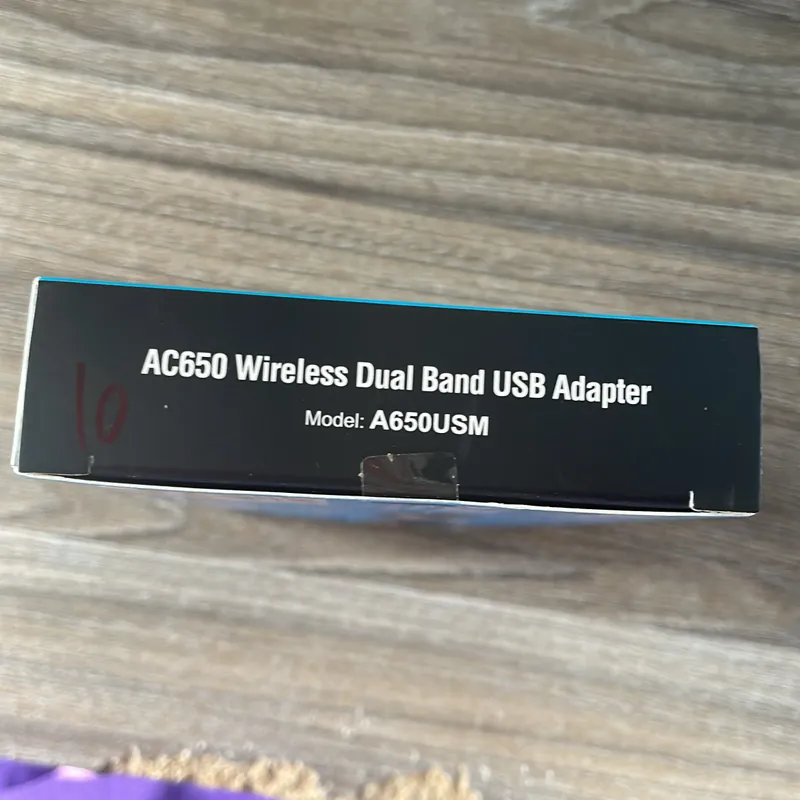 AC650 Wireless Dual Band USB Adapter
Model: A650USM
10